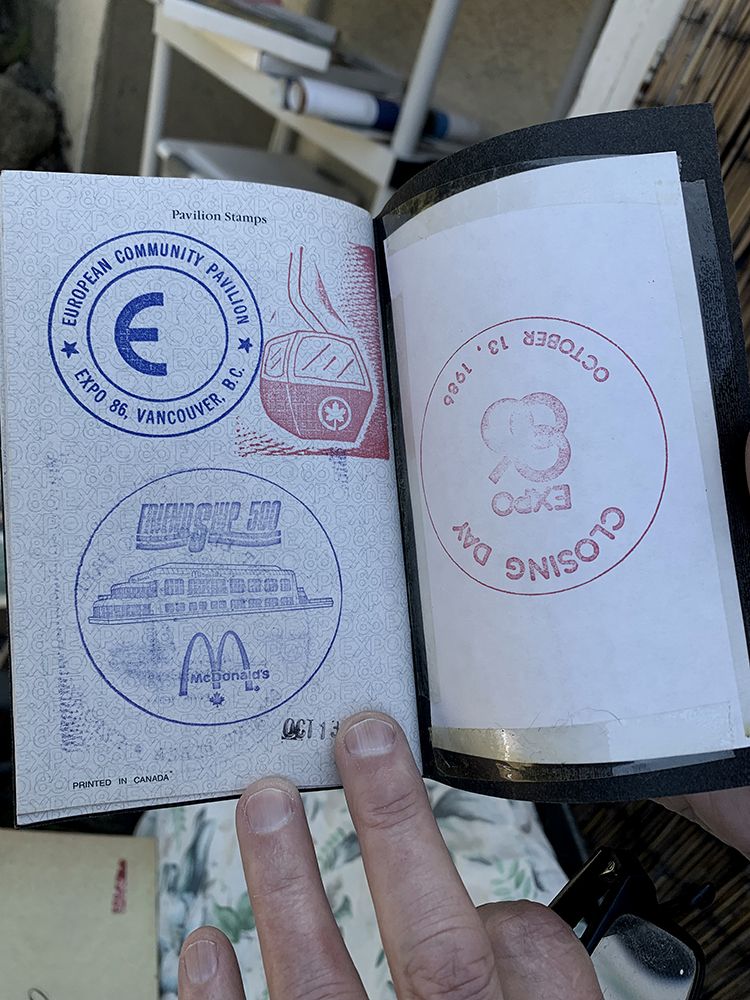 Pavilion Stamps
EUROPEAN COMMUNITY PAVILION
EXPO 86, VANCOUVER, B.C.
FRIENDSHIP 500
McDonald's
OCT 13
PRINTED IN CANADA
OCTOBER 13, 1986
EXPO
CLOSING DAY